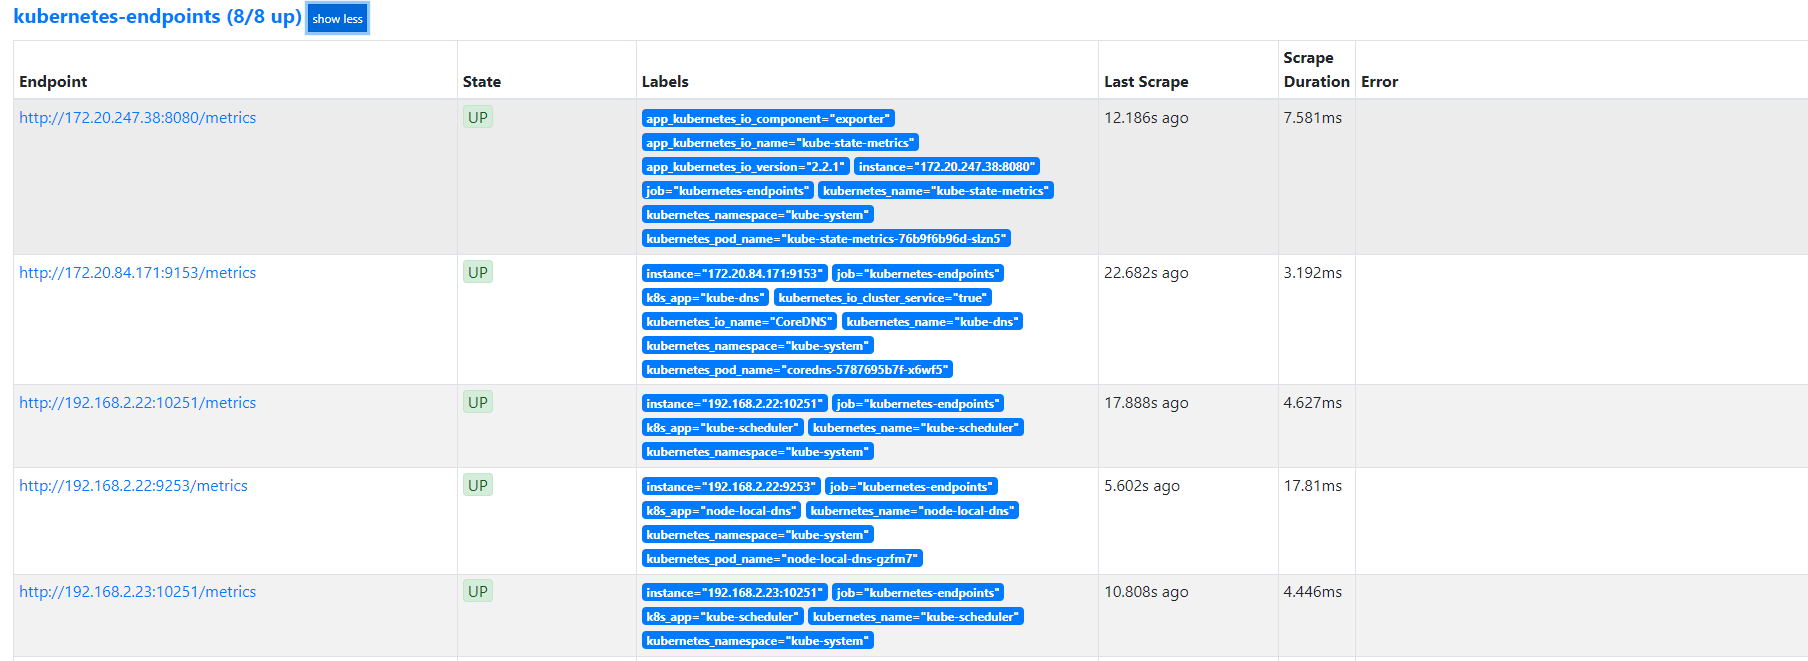 kubernetes-endpoints (8/8 up) show less
Endpoint State Labels Last Scrape Scrape Duration Error
http://172.20.247.38:8080/metrics UP app_kubernetes_io_component="exporter" 12.186s ago 7.581ms
app_kubernetes_io_name="kube-state-metrics"
app_kubernetes_io_version="2.2.1" instance="172.20.247.38:8080"
job="kubernetes-endpoints" kubernetes_name="kube-state-metrics"
kubernetes_namespace="kube-system"
kubernetes_pod_name="kube-state-metrics-76b9f6b96d-slzn5"
http://172.20.84.171:9153/metrics UP instance="172.20.84.171:9153" job="kubernetes-endpoints" 22.682s ago 3.192ms
k8s_app="kube-dns" kubernetes_io_cluster_service="true"
kubernetes_io_name="CoreDNS" kubernetes_name="kube-dns"
kubernetes_namespace="kube-system"
kubernetes_pod_name="coredns-5787695b7f-x6wf5"
http://192.168.2.22:10251/metrics UP instance="192.168.2.22:10251" job="kubernetes-endpoints" 17.888s ago 4.627ms
k8s_app="kube-scheduler" kubernetes_name="kube-scheduler"
kubernetes_namespace="kube-system"
http://192.168.2.22:9253/metrics UP instance="192.168.2.22:9253" job="kubernetes-endpoints" 5.602s ago 17.81ms
k8s_app="node-local-dns" kubernetes_name="node-local-dns"
kubernetes_namespace="kube-system"
kubernetes_pod_name="node-local-dns-gzfm7"
http://192.168.2.23:10251/metrics UP instance="192.168.2.23:10251" job="kubernetes-endpoints" 10.808s ago 4.446ms
k8s_app="kube-scheduler" kubernetes_name="kube-scheduler"
kubernetes_namespace="kube-system"